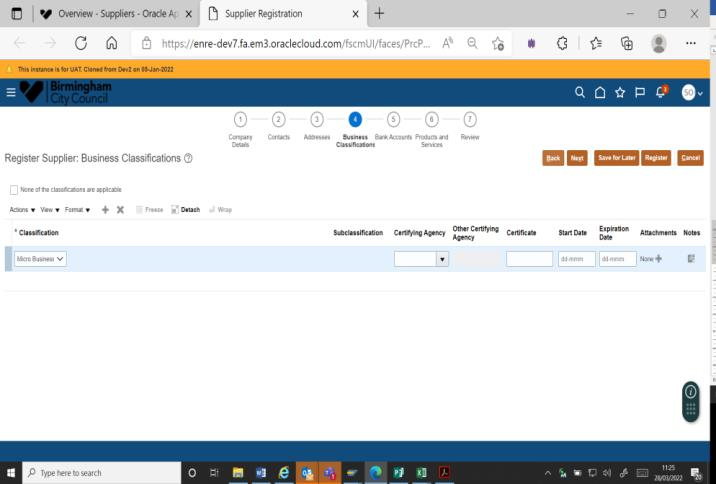 Overview - Suppliers - Oracle Ap
Supplier Registration
https://enre-dev7.fa.em3.oraclecloud.com/fscmUI/faces/PrcP...
This instance is for UAT. Cloned from Dev2 on 09-Jan-2022
Birmingham
City Council
SO
1 2 3 4 5 6 7
Company Details Contacts Addresses Business Classifications Bank Accounts Products and Services Review
Register Supplier: Business Classifications
Back Next Save for Later Register Cancel
None of the classifications are applicable
Actions View Format Freeze Detach Wrap
* Classification Subclassification Certifying Agency Other Certifying Agency Certificate Start Date Expiration Date Attachments Notes
Micro Business dd-mmm dd-mmm None
Type here to search
11:25
28/03/2022